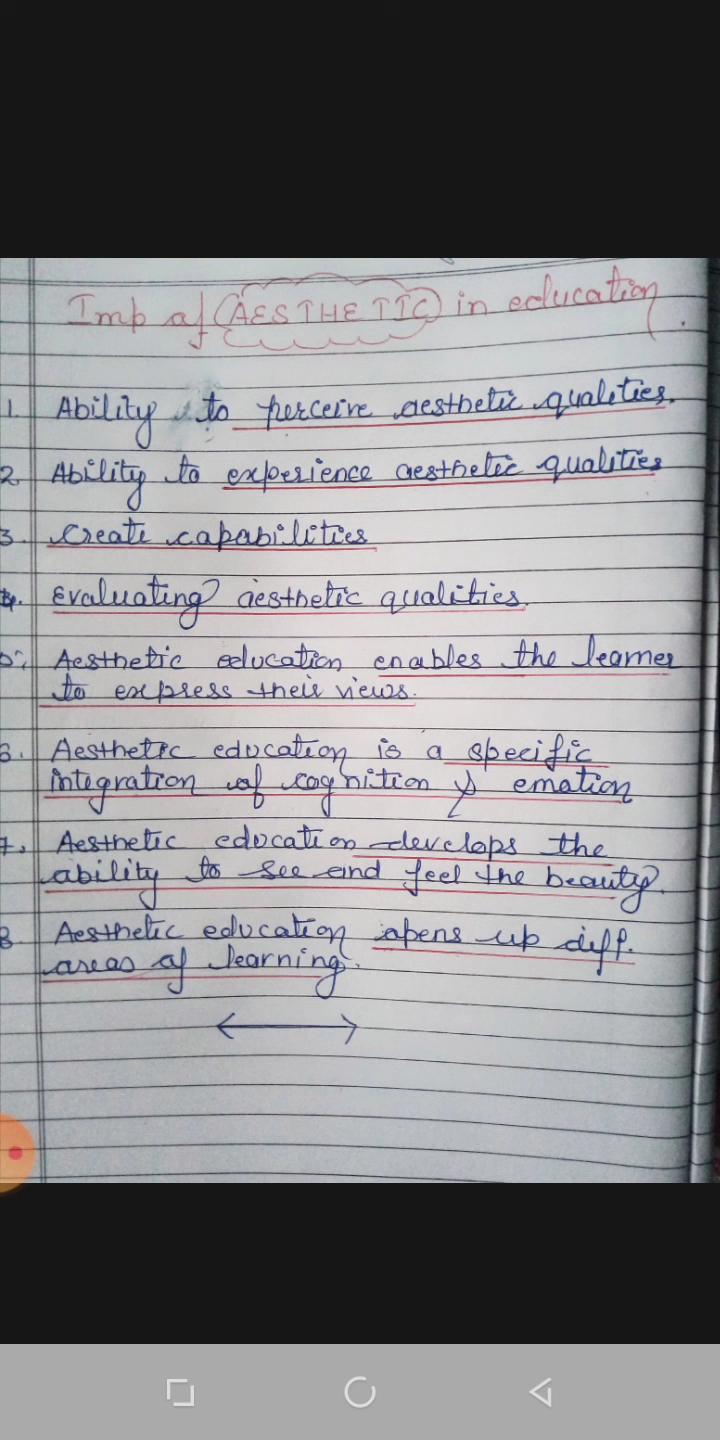 Imp of AESTHETIC in education.
1. Ability to perceive aesthetic qualities.
2. Ability to experience aesthetic qualities
3. Create capabilities
4. Evaluating aesthetic qualities
5. Aesthetic education enables the learner
to express their views.
6. Aesthetic education is a specific
integration of cognition & emotion
7. Aesthetic education develops the
ability to see and feel the beauty.
8. Aesthetic education opens up diff.
areas of learning.